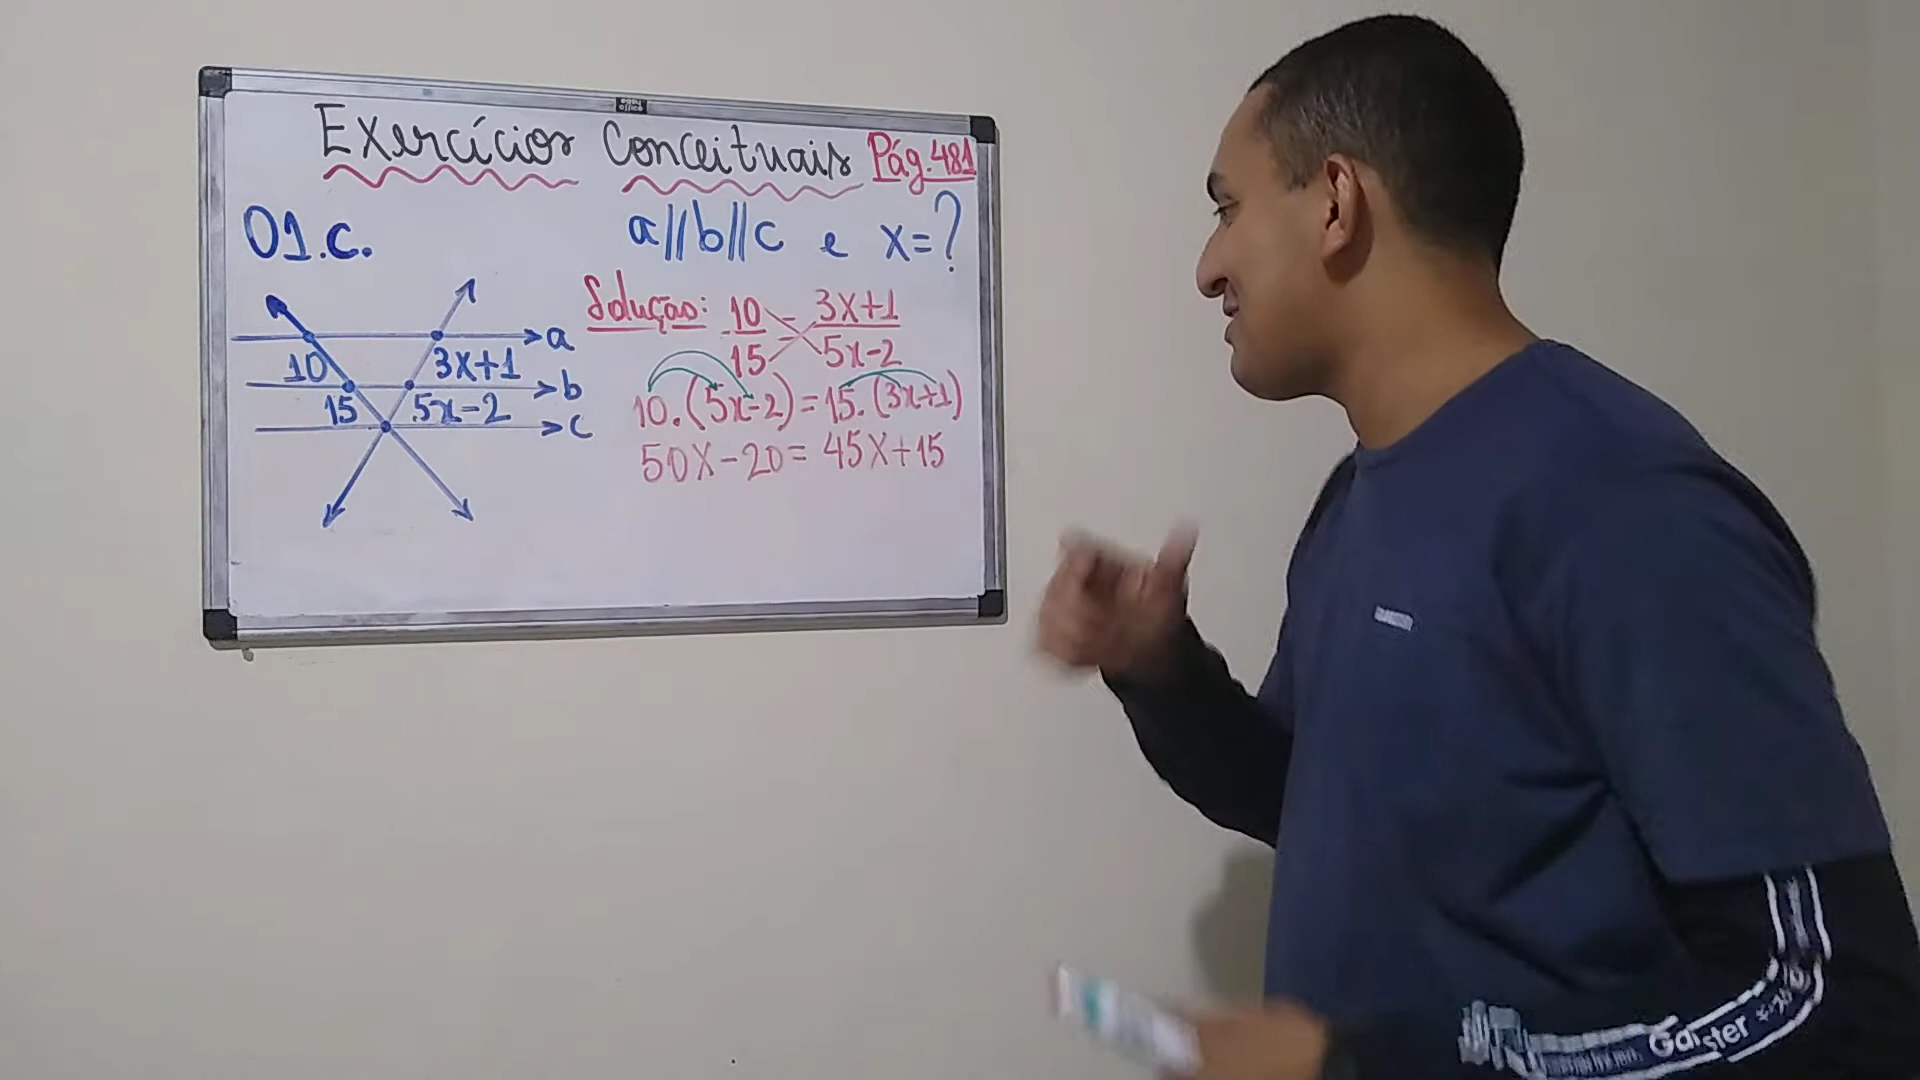 Exercícios Conceituais Pág.481
01.c. a//b//c e x=?
Solução: 10/15 = 3x+1/5x-2
a
10 3x+1
b
15 5x-2
c
10.(5x-2)=15.(3x+1)
50x-20=45x+15
Gangster